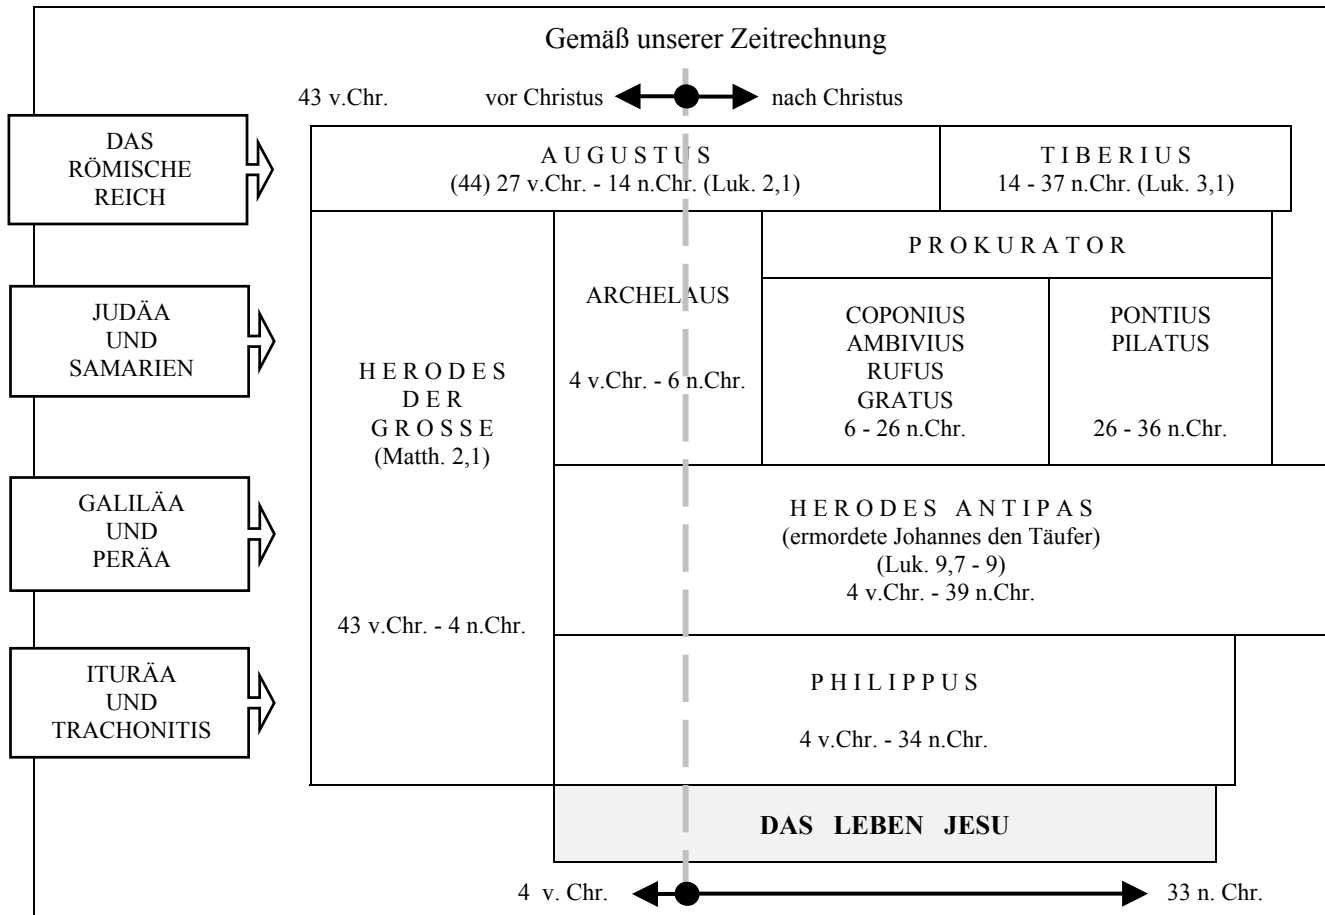 Gemäß unserer Zeitrechnung
43 v.Chr.
vor Christus
nach Christus
DAS
RÖMISCHE
REICH
A U G U S T U S
(44) 27 v.Chr. - 14 n.Chr. (Luk. 2,1)
T I B E R I U S
14 - 37 n.Chr. (Luk. 3,1)
JUDÄA
UND
SAMARIEN
H E R O D E S
D E R
G R O S S E
(Matth. 2,1)
43 v.Chr. - 4 n.Chr.
ARCHELAUS
4 v.Chr. - 6 n.Chr.
P R O K U R A T O R
COPONIUS
AMBIVIUS
RUFUS
GRATUS
6 - 26 n.Chr.
PONTIUS
PILATUS
26 - 36 n.Chr.
GALILÄA
UND
PERÄA
H E R O D E S A N T I P A S
(ermordete Johannes den Täufer)
(Luk. 9,7 - 9)
4 v.Chr. - 39 n.Chr.
ITURÄA
UND
TRACHONITIS
P H I L I P P U S
4 v.Chr. - 34 n.Chr.
DAS LEBEN JESU
4 v. Chr.
33 n. Chr.